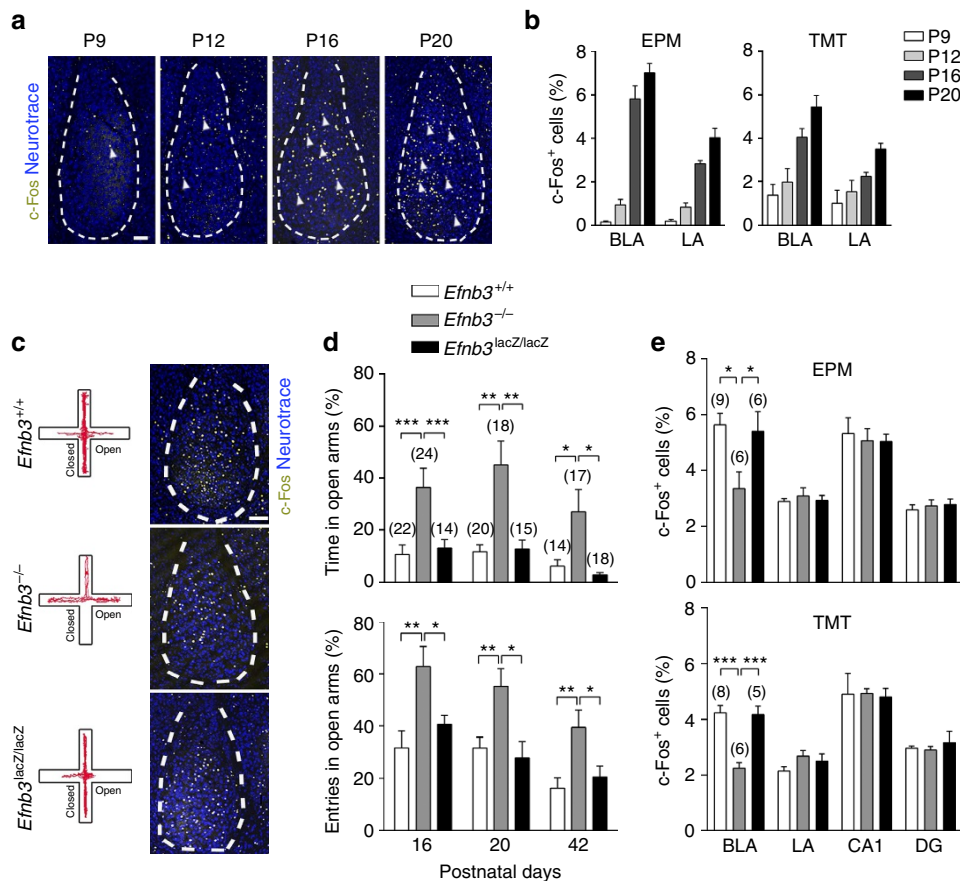 a
P9 P12 P16 P20
c-Fos Neurotrace
b
EPM TMT
c-Fos⁺ cells (%)
8
6
4
2
0
BLA LA
8
6
4
2
0
BLA LA
P9
P12
P16
P20
Efnb3⁺/⁺
Efnb3⁻/⁻
Efnb3lacZ/lacZ
c
Efnb3⁺/⁺
Closed
Open
Efnb3⁻/⁻
Closed
Open
Efnb3lacZ/lacZ
Closed
Open
c-Fos Neurotrace
d
Time in open arms (%)
80
60
40
20
0
*** *** ** ** * *
(22) (24) (14) (20) (18) (15) (14) (17) (18)
Entries in open arms (%)
80
60
40
20
0
** * ** * ** *
16 20 42
Postnatal days
e
EPM
c-Fos⁺ cells (%)
8
6
4
2
0
* *
(9) (6) (6)
TMT
c-Fos⁺ cells (%)
6
4
2
0
*** ***
(8) (6) (5)
BLA LA CA1 DG